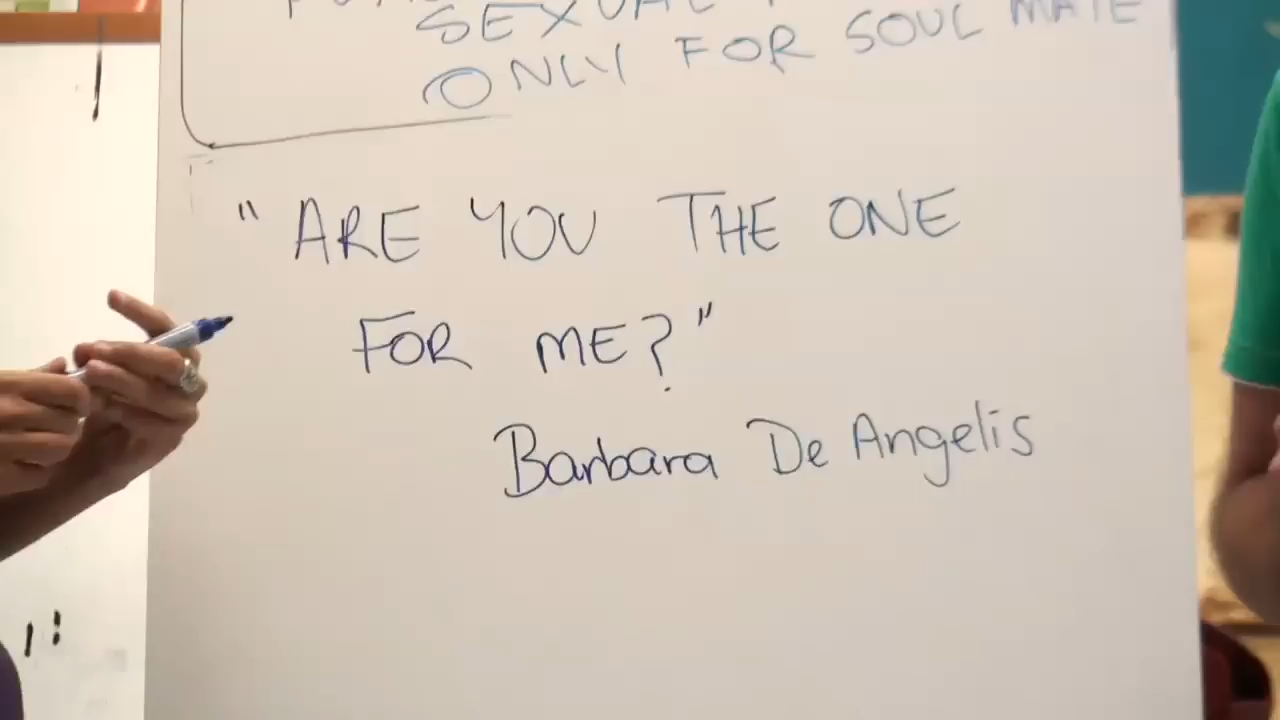 SEXUAL
ONLY FOR SOUL MATE
"ARE YOU THE ONE
FOR ME?"
Barbara De Angelis